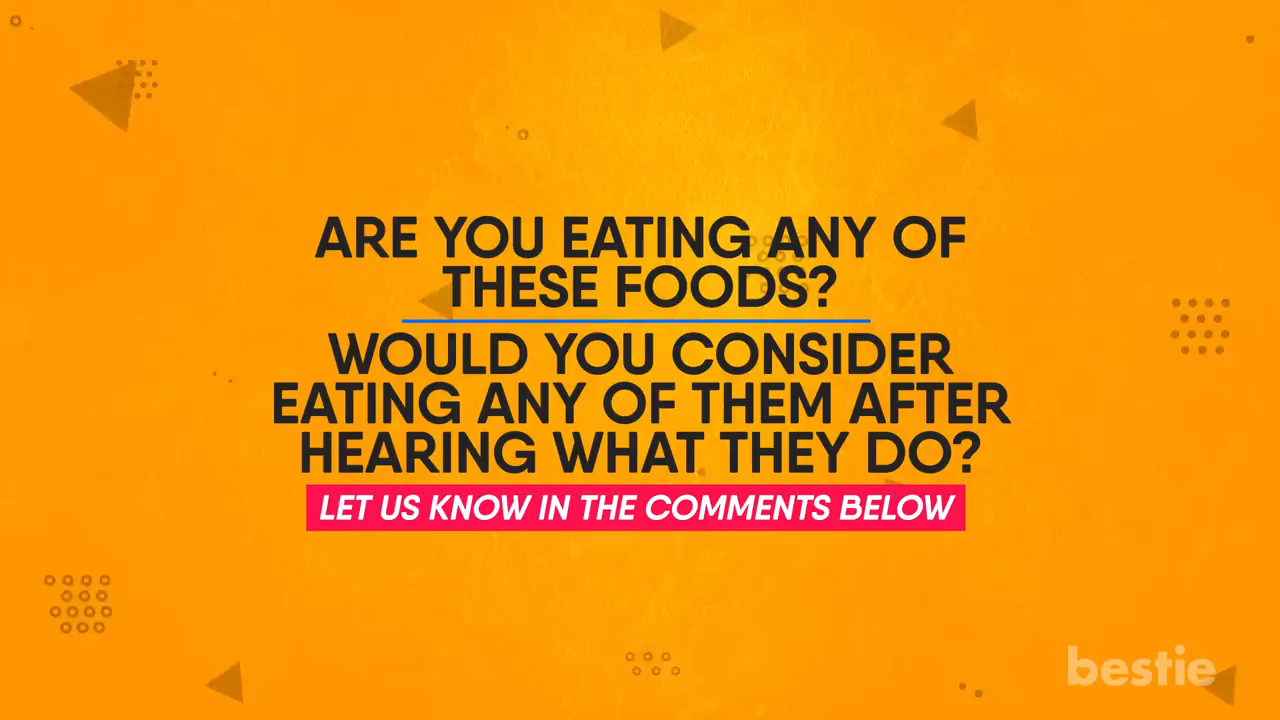 ARE YOU EATING ANY OF
THESE FOODS?
WOULD YOU CONSIDER
EATING ANY OF THEM AFTER
HEARING WHAT THEY DO?
LET US KNOW IN THE COMMENTS BELOW
bestie